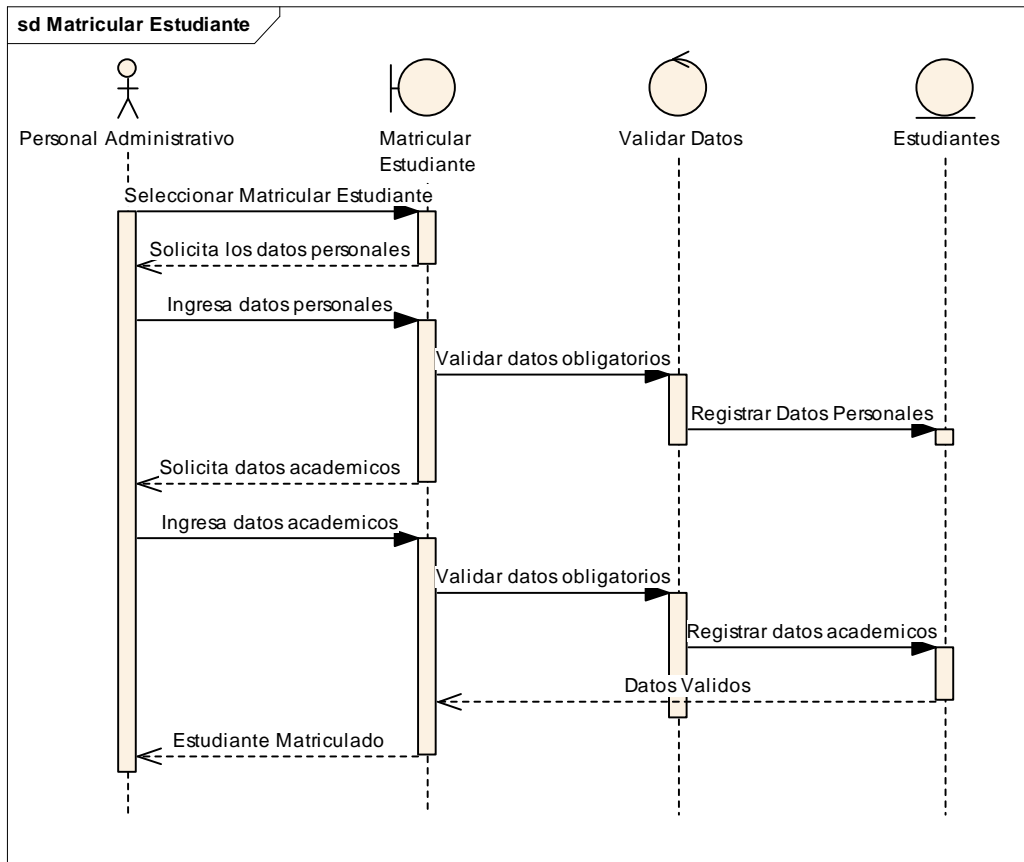 sd Matricular Estudiante
Personal Administrativo
Matricular
Estudiante
Validar Datos
Estudiantes
Seleccionar Matricular Estudiante
Solicita los datos personales
Ingresa datos personales
Validar datos obligatorios
Registrar Datos Personales
Solicita datos academicos
Ingresa datos academicos
Validar datos obligatorios
Registrar datos academicos
Datos Validos
Estudiante Matriculado